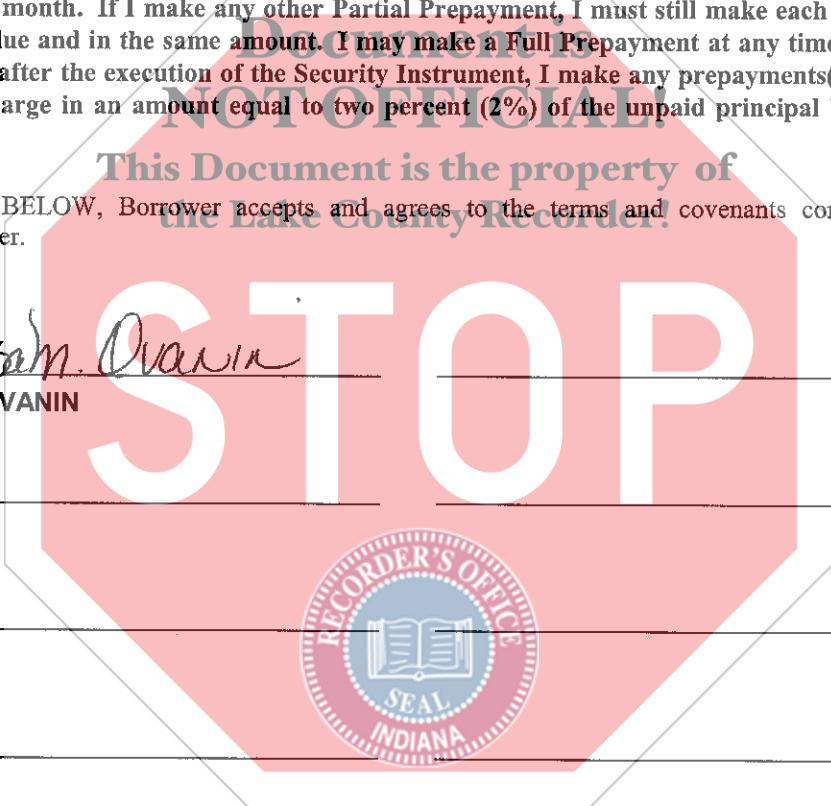 month. If I make any other Partial Prepayment, I must still make each
Document is
lue and in the same amount. I may make a Full Prepayment at any time
after the execution of the Security Instrument, I make any prepayments(
NOT OFFICIAL!
arge in an amount equal to two percent (2%) of the unpaid principal
This Document is the property of
the Lake County Recorder!
BELOW, Borrower accepts and agrees to the terms and covenants con
er.
STOP
M. Ovanin
VANIN
RECORDER'S OFFICE
SEAL
INDIANA